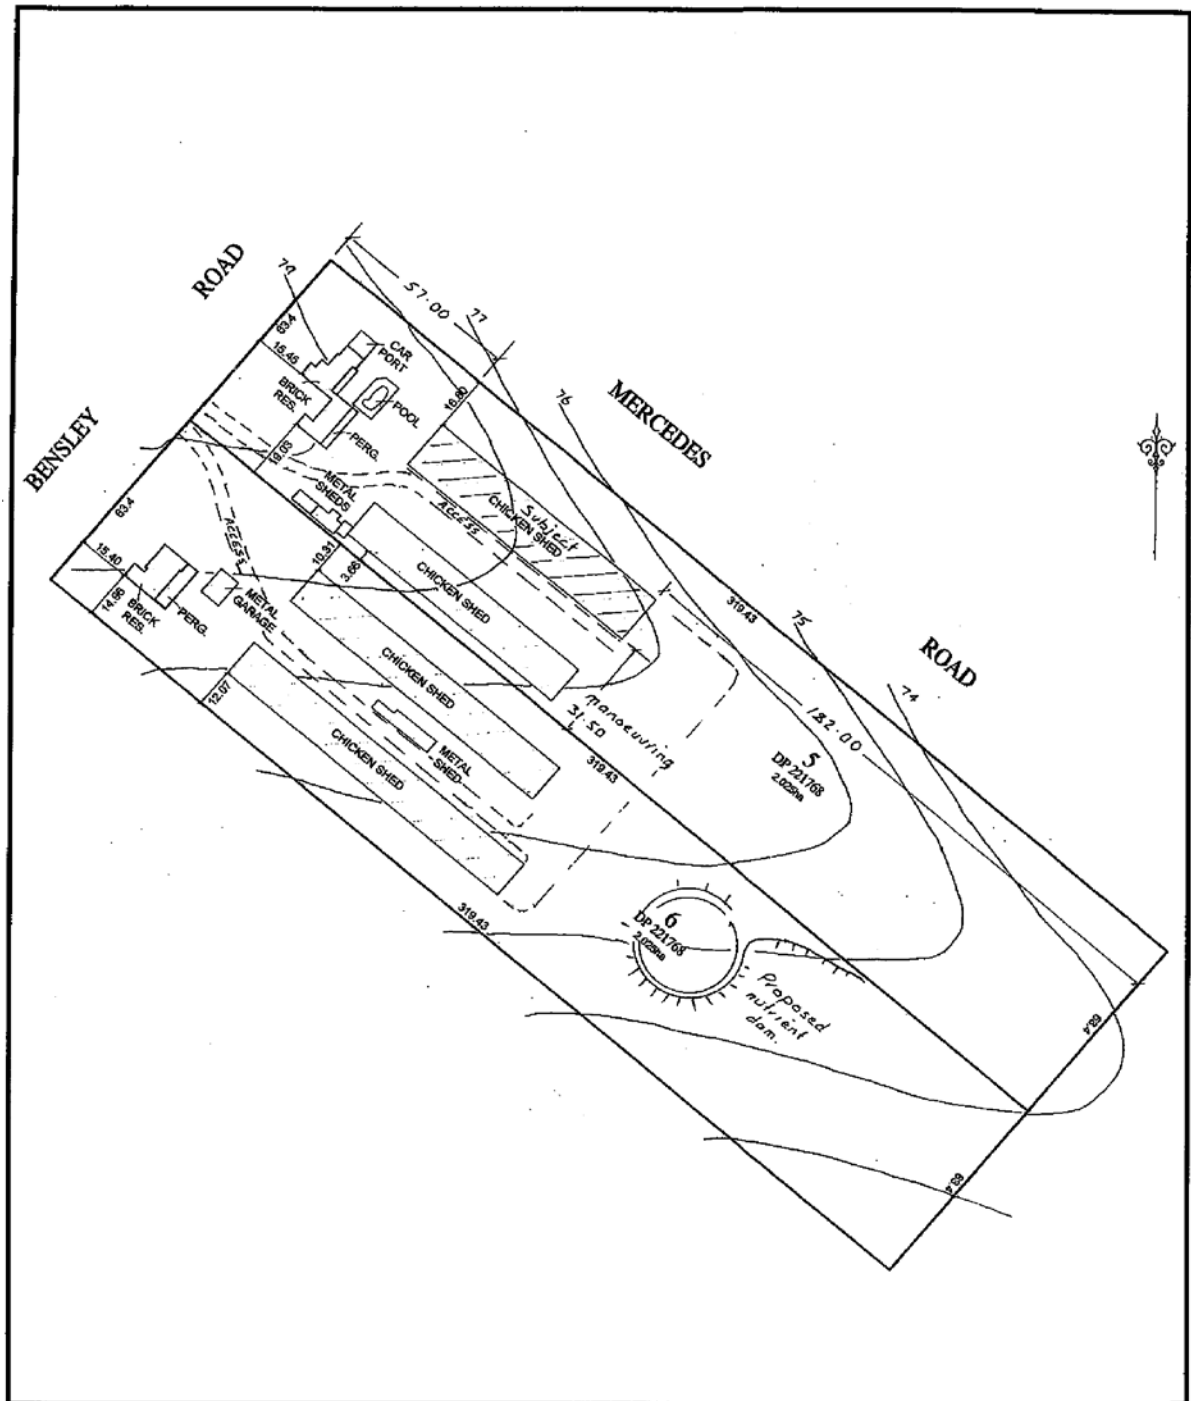 ROAD
79
63.4
57.00
77
15.45
CAR
PORT
BRICK
RES.
POOL
PERG.
19.03
16.80
76
MERCEDES
BENSLEY
63.4
METAL
SHEDS
ACCESS
Subject
CHICKEN SHED
ACCESS
10.31
3.66
CHICKEN SHED
15.40
14.66
BRICK
RES.
PERG.
METAL
GARAGE
319.43
75
ROAD
74
CHICKEN SHED
12.07
CHICKEN SHED
METAL
SHED
manoeuvring
31.50
319.43
182.00
5
DP 221768
2.025ha
319.43
6
DP 221768
2.025ha
Proposed
nutrient
dam.
63.4
63.4